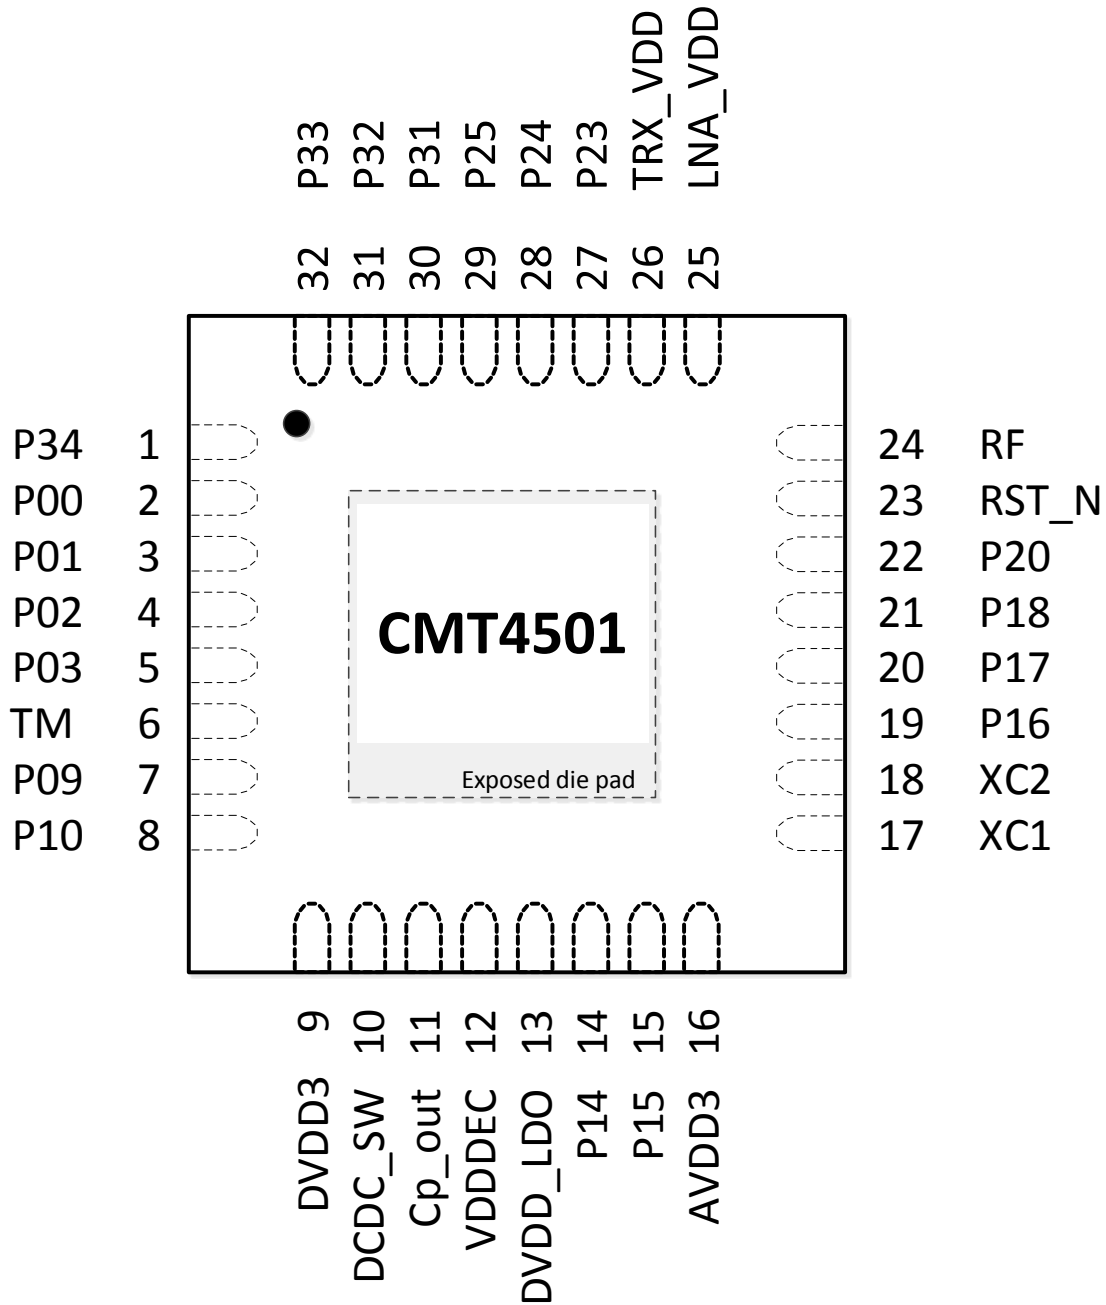 P33 P32 P31 P25 P24 P23 TRX_VDD LNA_VDD
32 31 30 29 28 27 26 25
P34 1 24 RF
P00 2 23 RST_N
P01 3 22 P20
P02 4 21 P18
P03 5 20 P17
TM 6 19 P16
P09 7 18 XC2
P10 8 17 XC1
CMT4501
Exposed die pad
9 10 11 12 13 14 15 16
DVDD3 DCDC_SW Cp_out VDDDEC DVDD_LDO P14 P15 AVDD3